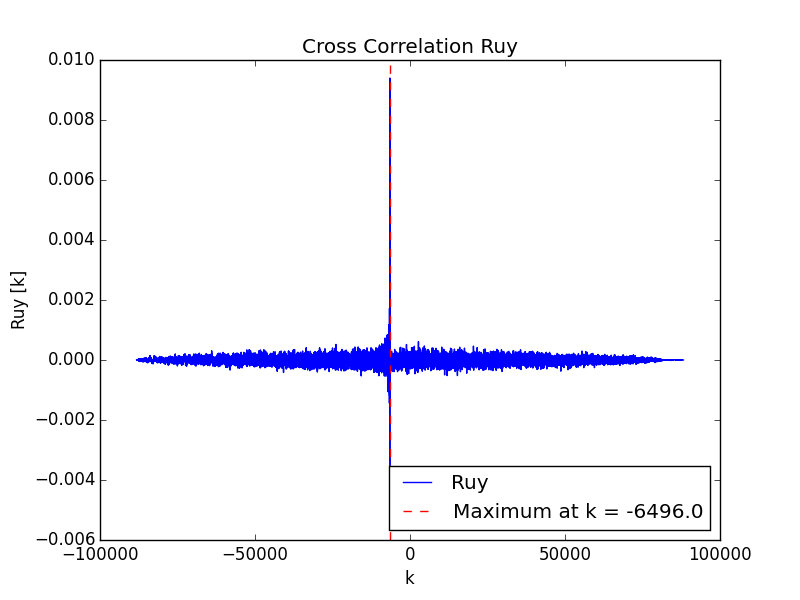 Cross Correlation Ruy
0.010
0.008
0.006
0.004
0.002
0.000
−0.002
−0.004
−0.006
Ruy [k]
Ruy
Maximum at k = -6496.0
−100000 −50000 0 50000 100000
k